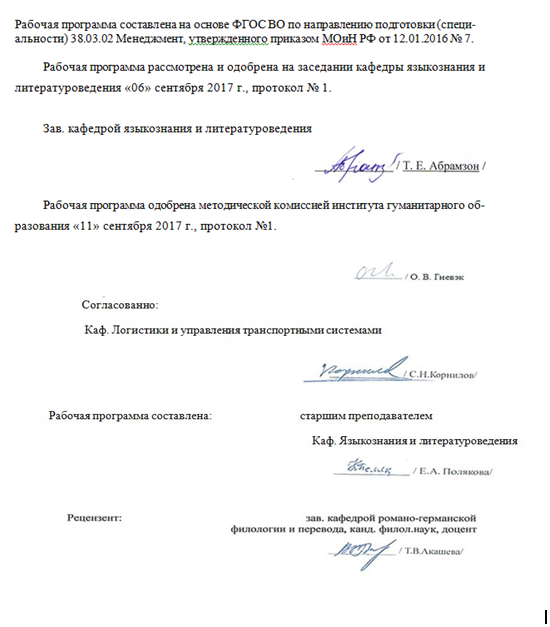 Рабочая программа составлена на основе ФГОС ВО по направлению подготовки (специ-
альности) 38.03.02 Менеджмент, утвержденного приказом МОиН РФ от 12.01.2016 № 7.
Рабочая программа рассмотрена и одобрена на заседании кафедры языкознания и
литературоведения «06» сентября 2017 г., протокол № 1.
Зав. кафедрой языкознания и литературоведения
/ Т. Е. Абрамзон /
Рабочая программа одобрена методической комиссией института гуманитарного об-
разования «11» сентября 2017 г., протокол №1.
/ О. В. Гневэк
Согласованно:
Каф. Логистики и управления транспортными системами
/ С.Н.Корнилов/
Рабочая программа составлена: старшим преподавателем
Каф. Языкознания и литературоведения
/ Е.А. Полякова/
Рецензент: зав. кафедрой романо-германской
филологии и перевода, канд. филол.наук, доцент
/ Т.В.Акашева/